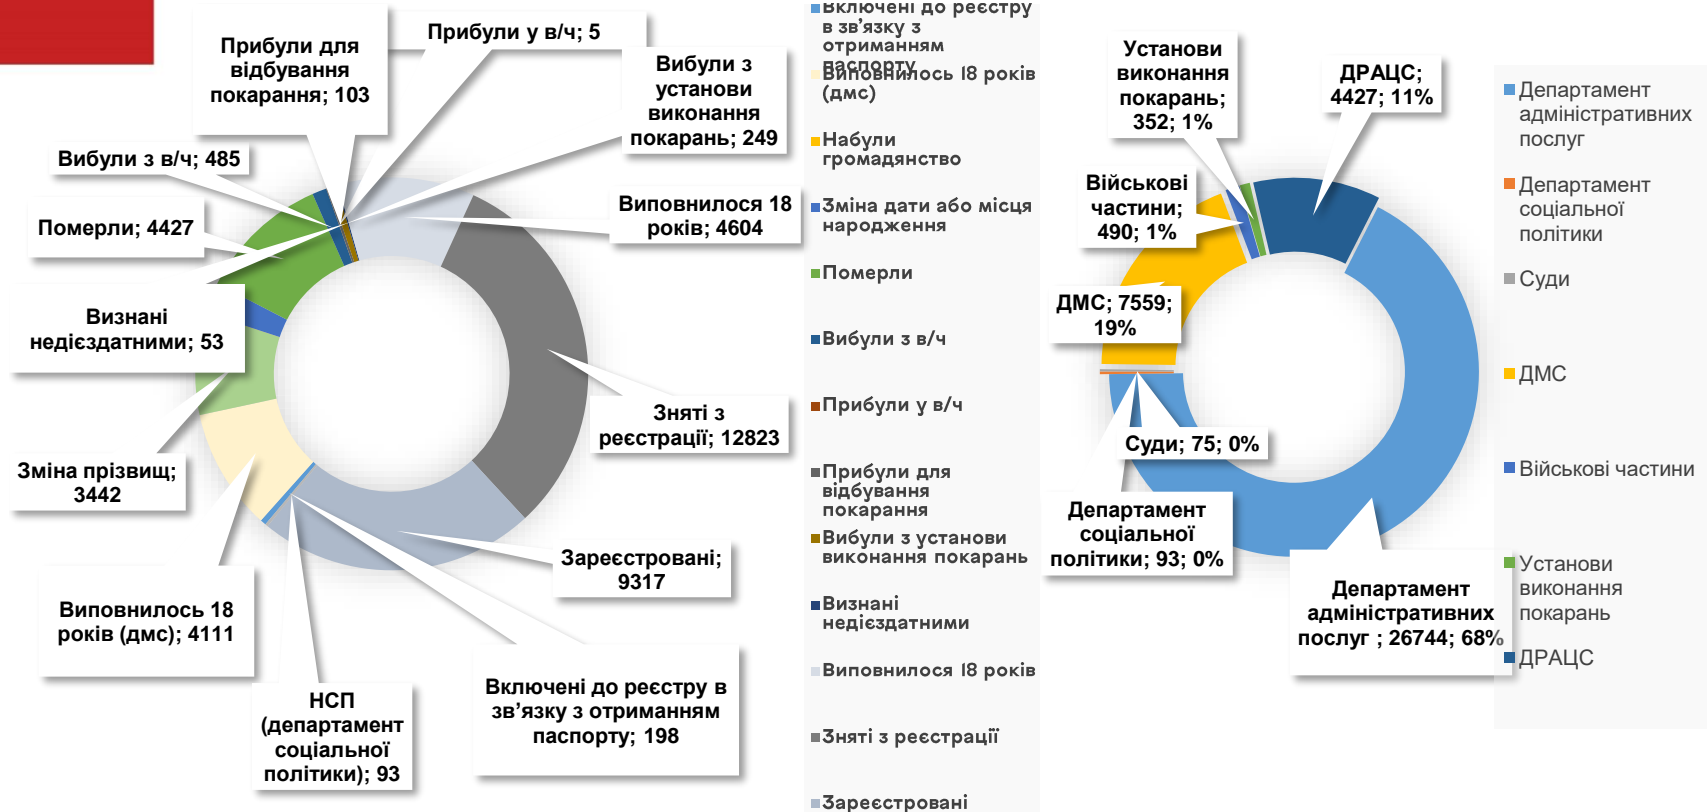 Прибули для
відбування
покарання; 103
Прибули у в/ч; 5
Вибули з
установи
виконання
покарань; 249
Вибули з в/ч; 485
Померли; 4427
Виповнилося 18
років; 4604
Визнані
недієздатними; 53
Зняті з
реєстрації; 12823
Зміна прізвищ;
3442
Зареєстровані;
9317
Виповнилось 18
років (дмс); 4111
НСП
(департамент
соціальної
політики); 93
Включені до реєстру в
зв’язку з отриманням
паспорту; 198
Включені до реєстру
в зв’язку з
отриманням
паспорту
Виповнилось 18 років
(дмс)
Набули
громадянство
Зміна дати або місця
народження
Померли
Вибули з в/ч
Прибули у в/ч
Прибули для
відбування
покарання
Вибули з установи
виконання покарань
Визнані
недієздатними
Виповнилося 18 років
Зняті з реєстрації
Зареєстровані
Установи
виконання
покарань;
352; 1%
ДРАЦС;
4427; 11%
Військові
частини;
490; 1%
ДМС; 7559;
19%
Суди; 75; 0%
Департамент
соціальної
політики; 93; 0%
Департамент
адміністративних
послуг ; 26744; 68%
Департамент
адміністративних
послуг
Департамент
соціальної
політики
Суди
ДМС
Військові частини
Установи
виконання
покарань
ДРАЦС